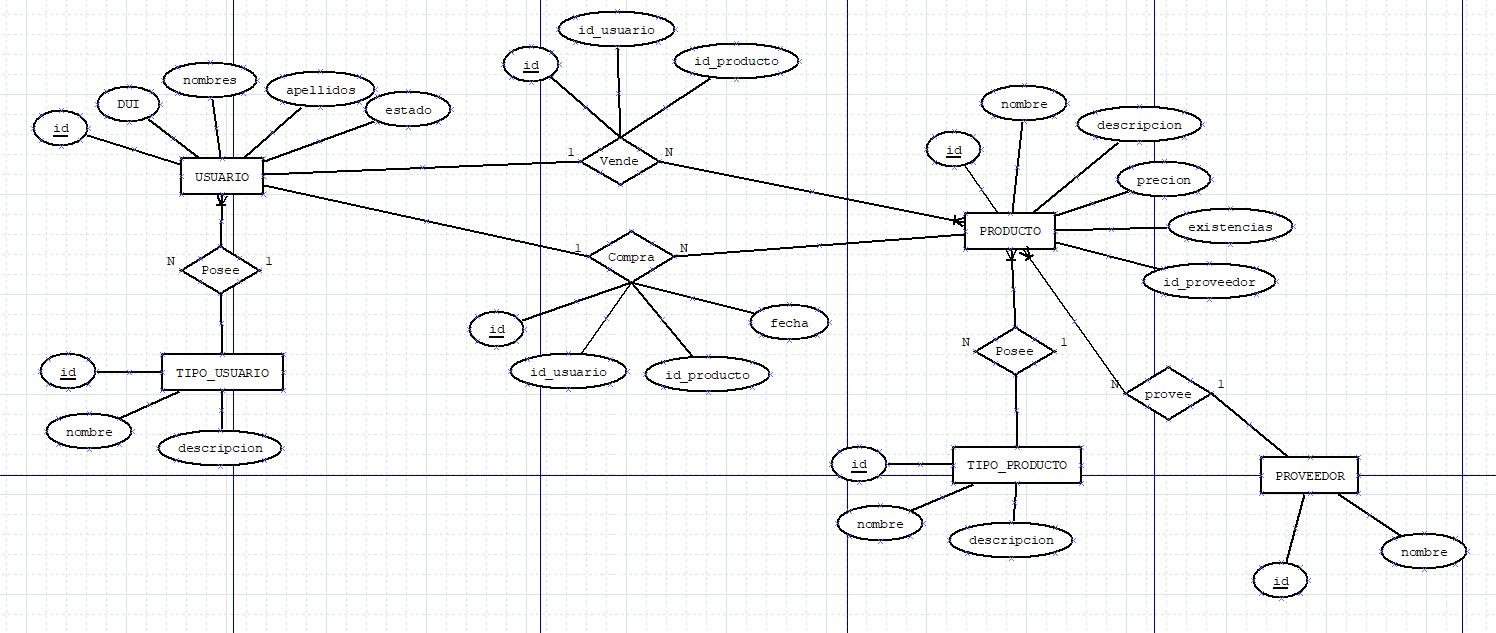 id
DUI
nombres
apellidos
estado
USUARIO
N
Posee
1
id
TIPO_USUARIO
nombre
descripcion
id
id_usuario
id_producto
1
Vende
N
1
Compra
N
id
id_usuario
id_producto
fecha
id
nombre
descripcion
precion
existencias
id_proveedor
PRODUCTO
N
Posee
1
N
provee
1
id
TIPO_PRODUCTO
nombre
descripcion
PROVEEDOR
id
nombre